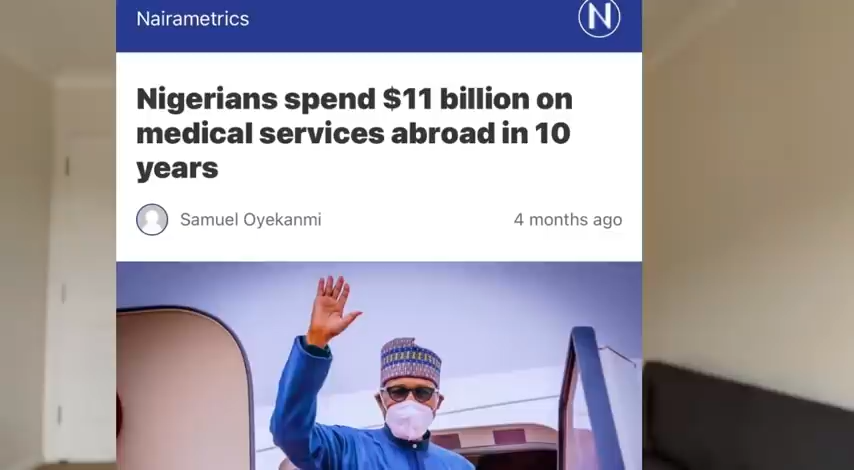 Nairametrics
N
Nigerians spend $11 billion on
medical services abroad in 10
years
Samuel Oyekanmi
4 months ago